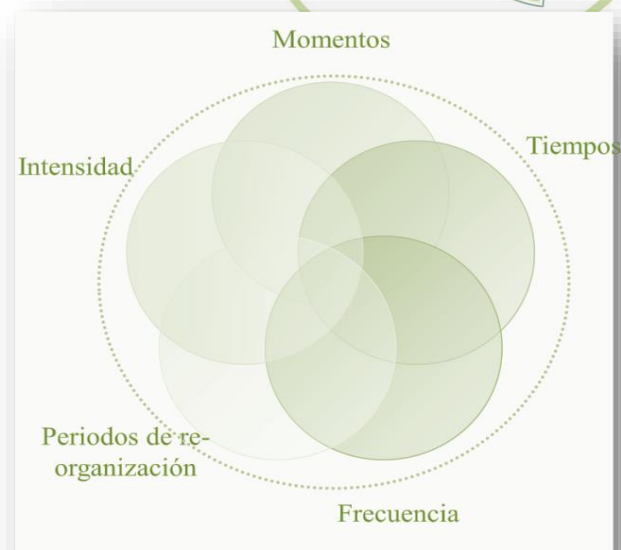 Momentos
Tiempos
Intensidad
Periodos de re-
organización
Frecuencia